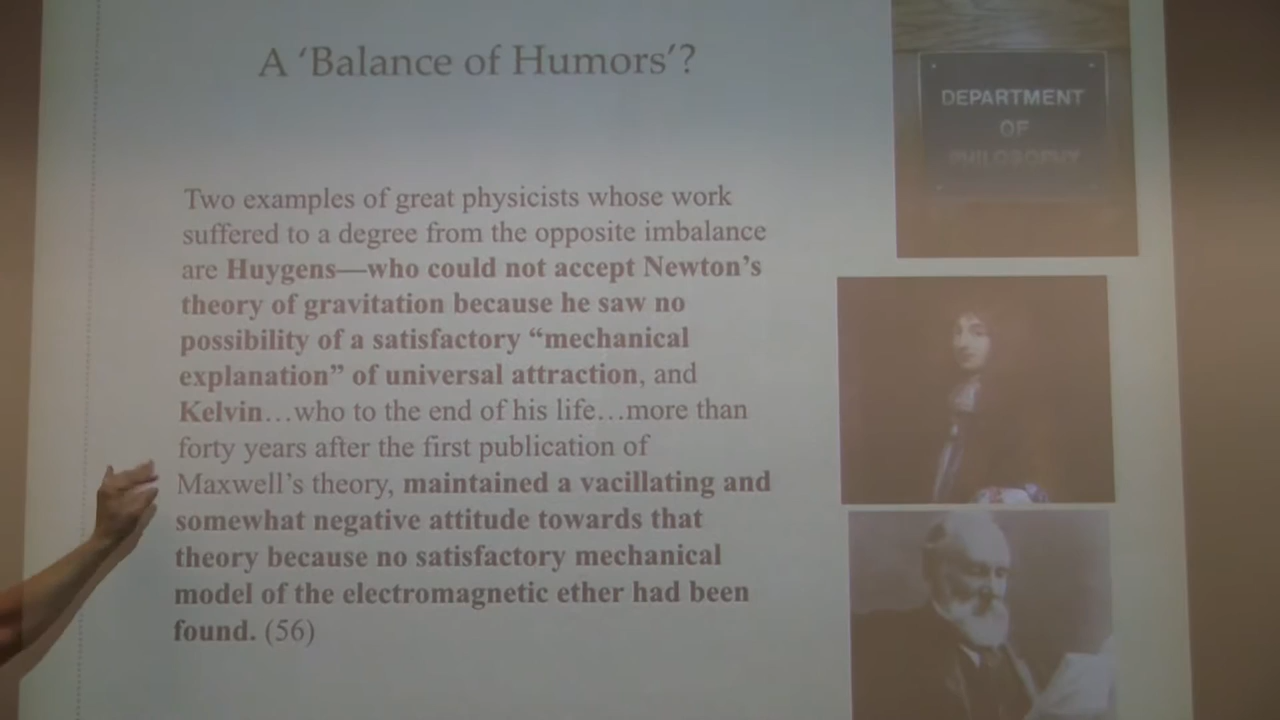 A ‘Balance of Humors’?
DEPARTMENT
OF
PHILOSOPHY
Two examples of great physicists whose work
suffered to a degree from the opposite imbalance
are Huygens—who could not accept Newton’s
theory of gravitation because he saw no
possibility of a satisfactory “mechanical
explanation” of universal attraction, and
Kelvin…who to the end of his life…more than
forty years after the first publication of
Maxwell’s theory, maintained a vacillating and
somewhat negative attitude towards that
theory because no satisfactory mechanical
model of the electromagnetic ether had been
found. (56)